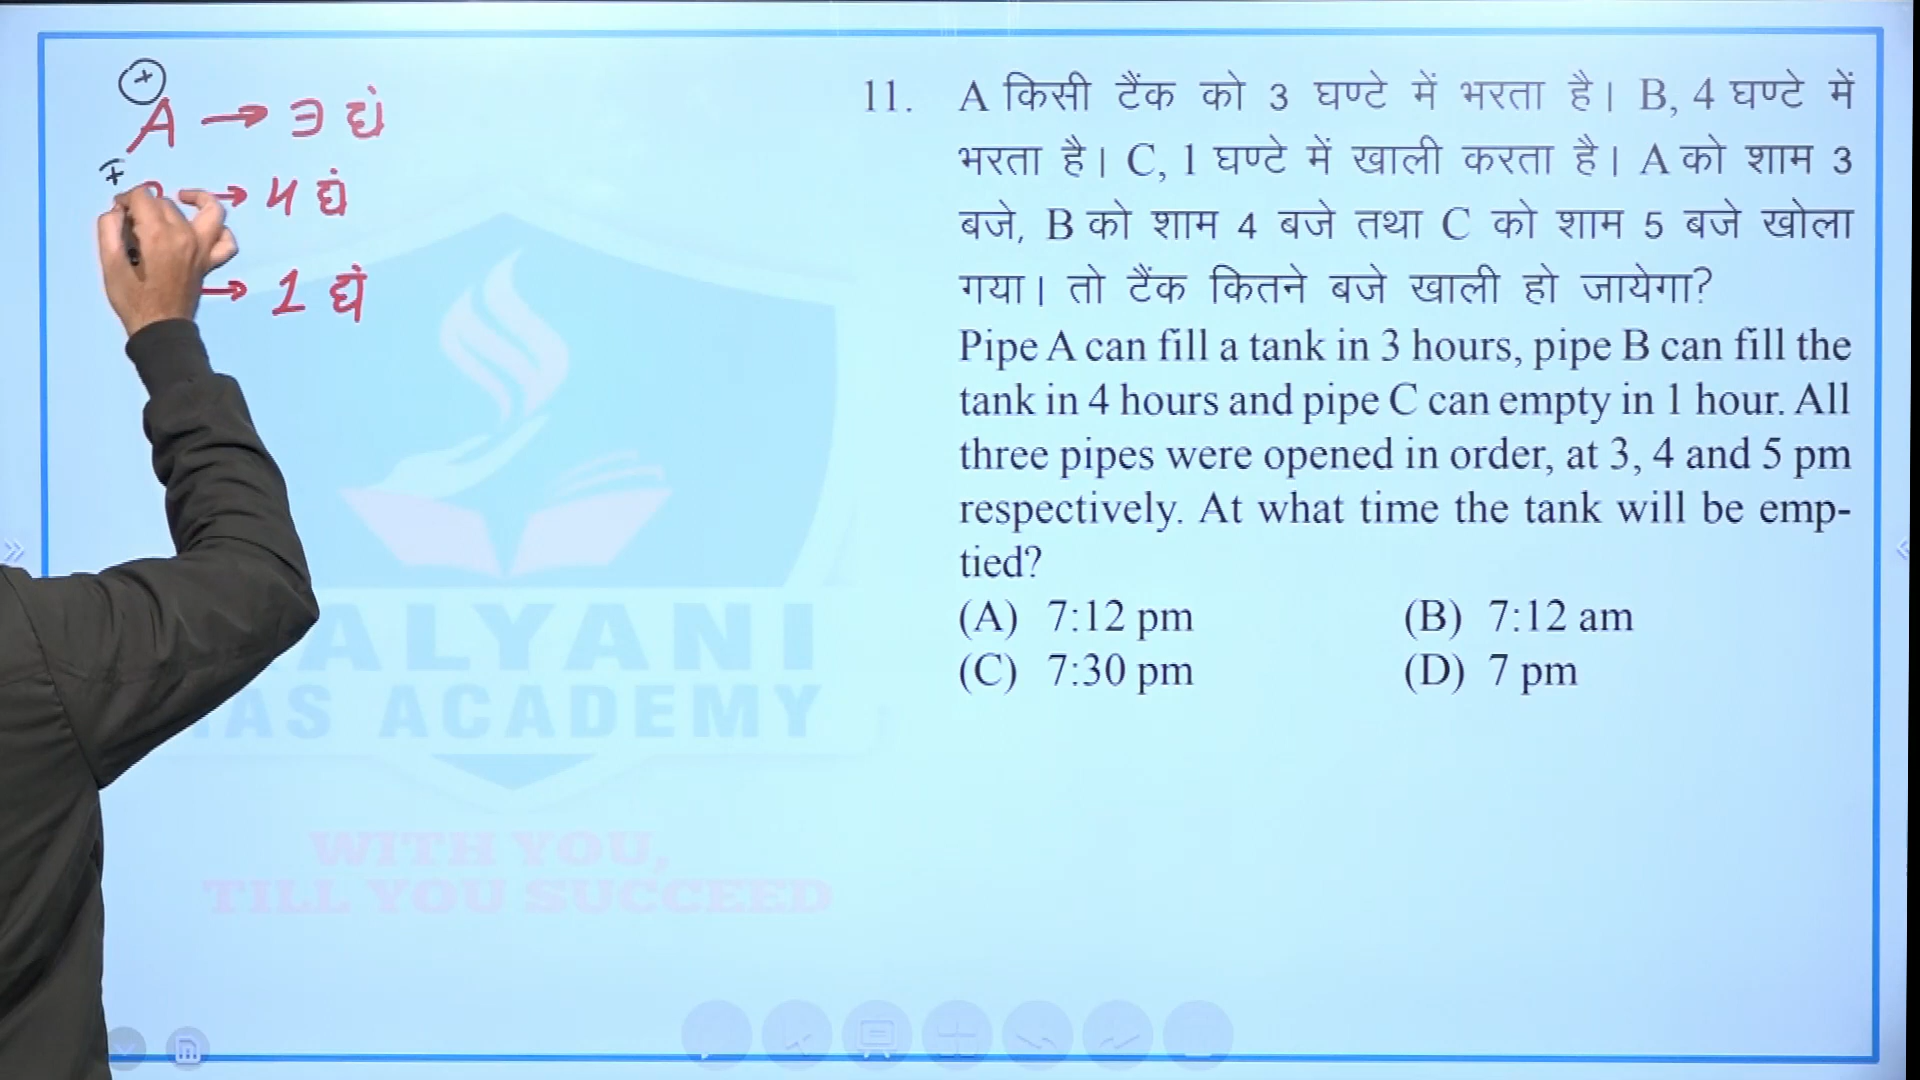 +
A → 3 घं
+
→ 4 घं
→ 1 घं
11. A किसी टैंक को 3 घण्टे में भरता है। B, 4 घण्टे में
भरता है। C, 1 घण्टे में खाली करता है। A को शाम 3
बजे, B को शाम 4 बजे तथा C को शाम 5 बजे खोला
गया। तो टैंक कितने बजे खाली हो जायेगा?
Pipe A can fill a tank in 3 hours, pipe B can fill the
tank in 4 hours and pipe C can empty in 1 hour. All
three pipes were opened in order, at 3, 4 and 5 pm
respectively. At what time the tank will be emp-
tied?
(A) 7:12 pm (B) 7:12 am
(C) 7:30 pm (D) 7 pm
ALYANI
IAS ACADEMY
WITH YOU,
TILL YOU SUCCEED